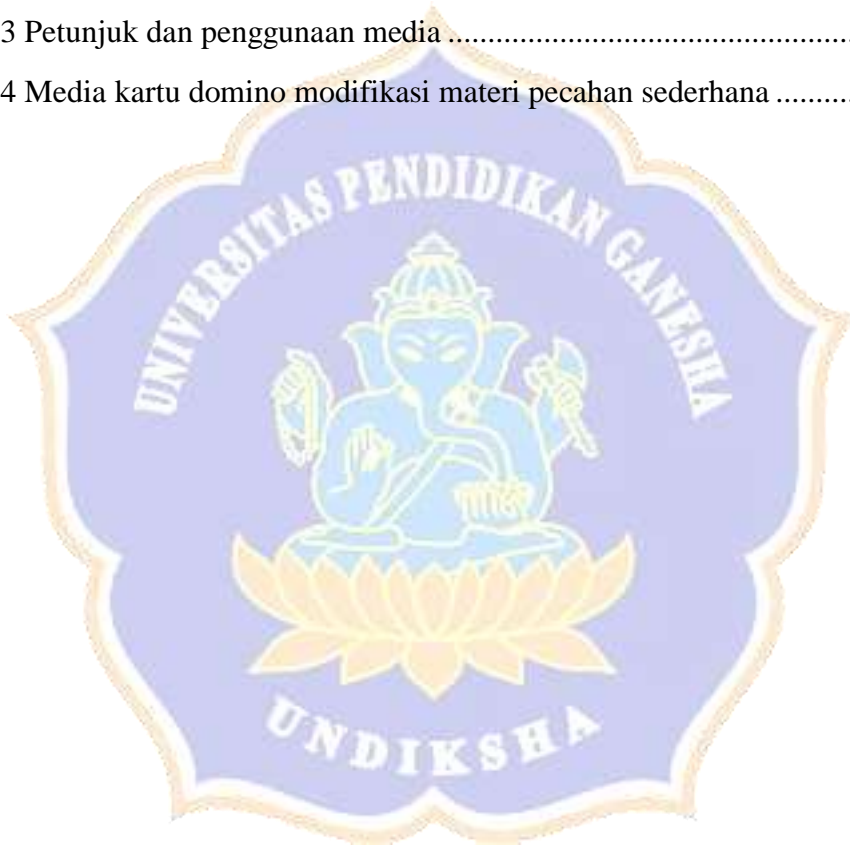 3 Petunjuk dan penggunaan media ................................................
4 Media kartu domino modifikasi materi pecahan sederhana ..........
UNIVERSITAS PENDIDIKAN GANESHA
UNDIKSHA